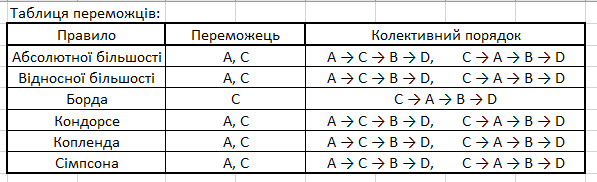 Таблиця переможців:
Правило Переможець Колективний порядок
Абсолютної більшості A, C A → C → B → D, C → A → B → D
Відносної більшості A, C A → C → B → D, C → A → B → D
Борда C C → A → B → D
Кондорсе A, C A → C → B → D, C → A → B → D
Копленда A, C A → C → B → D, C → A → B → D
Сімпсона A, C A → C → B → D, C → A → B → D